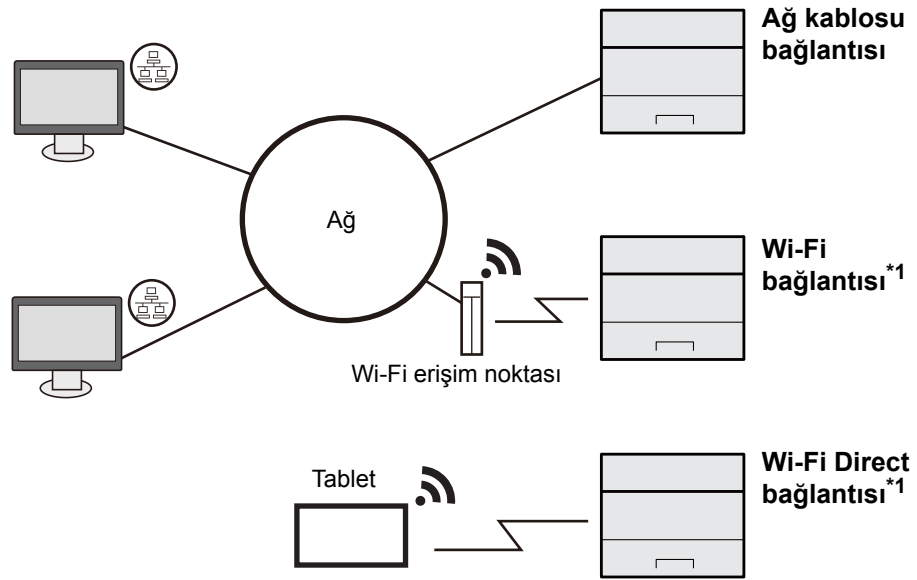 Ağ kablosu
bağlantısı
Ağ
Wi-Fi
bağlantısı*1
Wi-Fi erişim noktası
Wi-Fi Direct
bağlantısı*1
Tablet